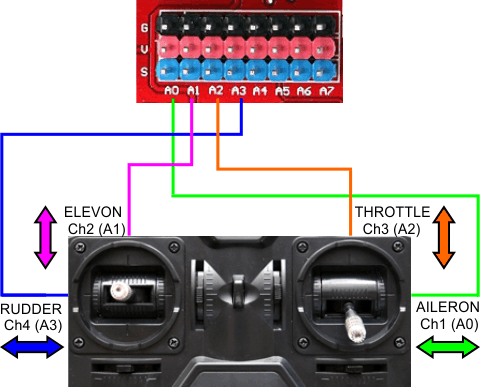 G
V
S
A0 A1 A2 A3 A4 A5 A6 A7
ELEVON
Ch2 (A1)
THROTTLE
Ch3 (A2)
RUDDER
Ch4 (A3)
AILERON
Ch1 (A0)